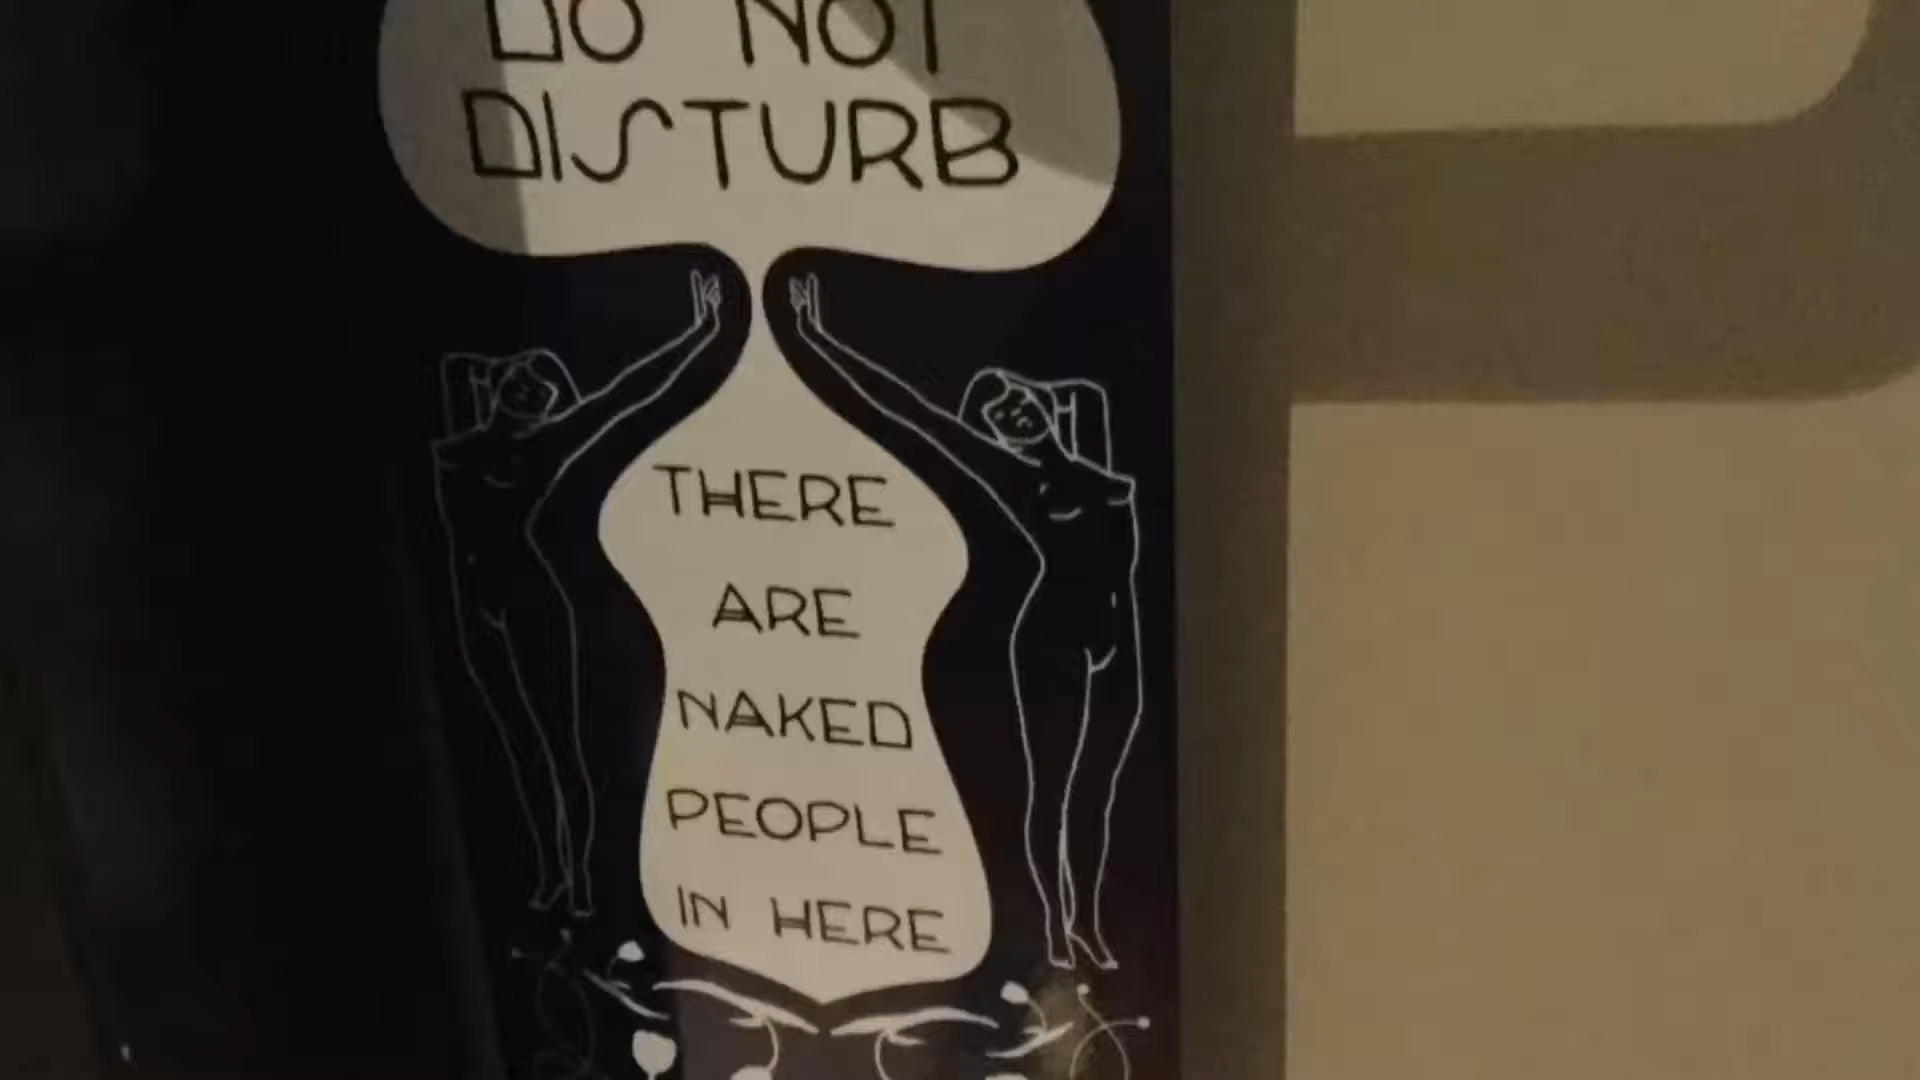 DO NOT
DISTURB
THERE
ARE
NAKED
PEOPLE
IN HERE